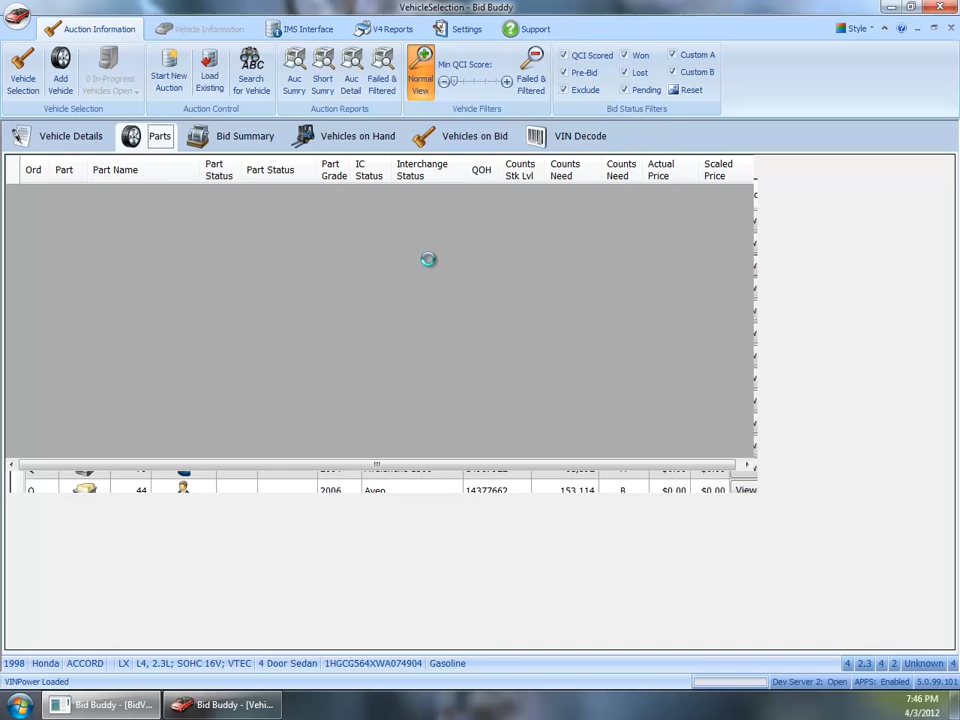 VehicleSelection - Bid Buddy
Auction Information
Vehicle Information
IMS Interface
V4 Reports
Settings
Support
Style
Vehicle Selection
Add Vehicle
0 In-Progress Vehicles Open
Start New Auction
Load Existing
ABC
Search for Vehicle
Auc Sumry
Short Sumry
Auc Detail
Failed & Filtered
Normal View
Min QCI Score:
Failed & Filtered
QCI Scored
Won
Custom A
Pre-Bid
Lost
Custom B
Exclude
Pending
Reset
Vehicle Selection
Auction Control
Auction Reports
Vehicle Filters
Bid Status Filters
Vehicle Details
Parts
Bid Summary
Vehicles on Hand
Vehicles on Bid
VIN Decode
Ord
Part
Part Name
Part Status
Part Status
Part Grade
IC Status
Interchange Status
QOH
Counts Stk Lvl
Counts Need
Counts Need
Actual Price
Scaled Price
44 2006 Aveo 14377662 153,114 B $0.00 $0.00 View
1998 Honda ACCORD LX L4, 2.3L; SOHC 16V; VTEC 4 Door Sedan 1HGCG564XWA074904 Gasoline 4 2.3 4 2 Unknown 4
VINPower Loaded
Dev Server 2: Open APPS: Enabled 5.0.99.101
Bid Buddy - [BidV...
Bid Buddy - [Vehi...
7:46 PM
4/3/2012